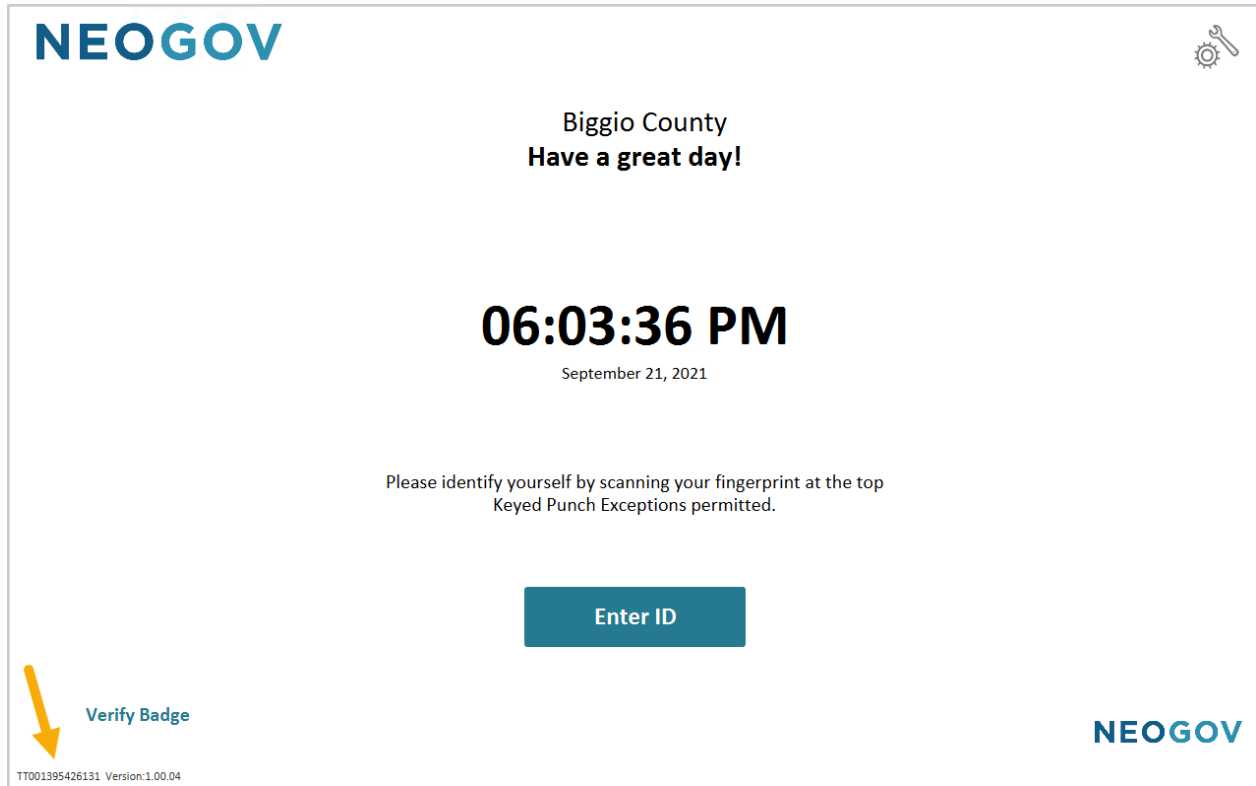 NEOGOV
Biggio County
Have a great day!
06:03:36 PM
September 21, 2021
Please identify yourself by scanning your fingerprint at the top
Keyed Punch Exceptions permitted.
Enter ID
Verify Badge
NEOGOV
TT001395426131 Version:1.00.04